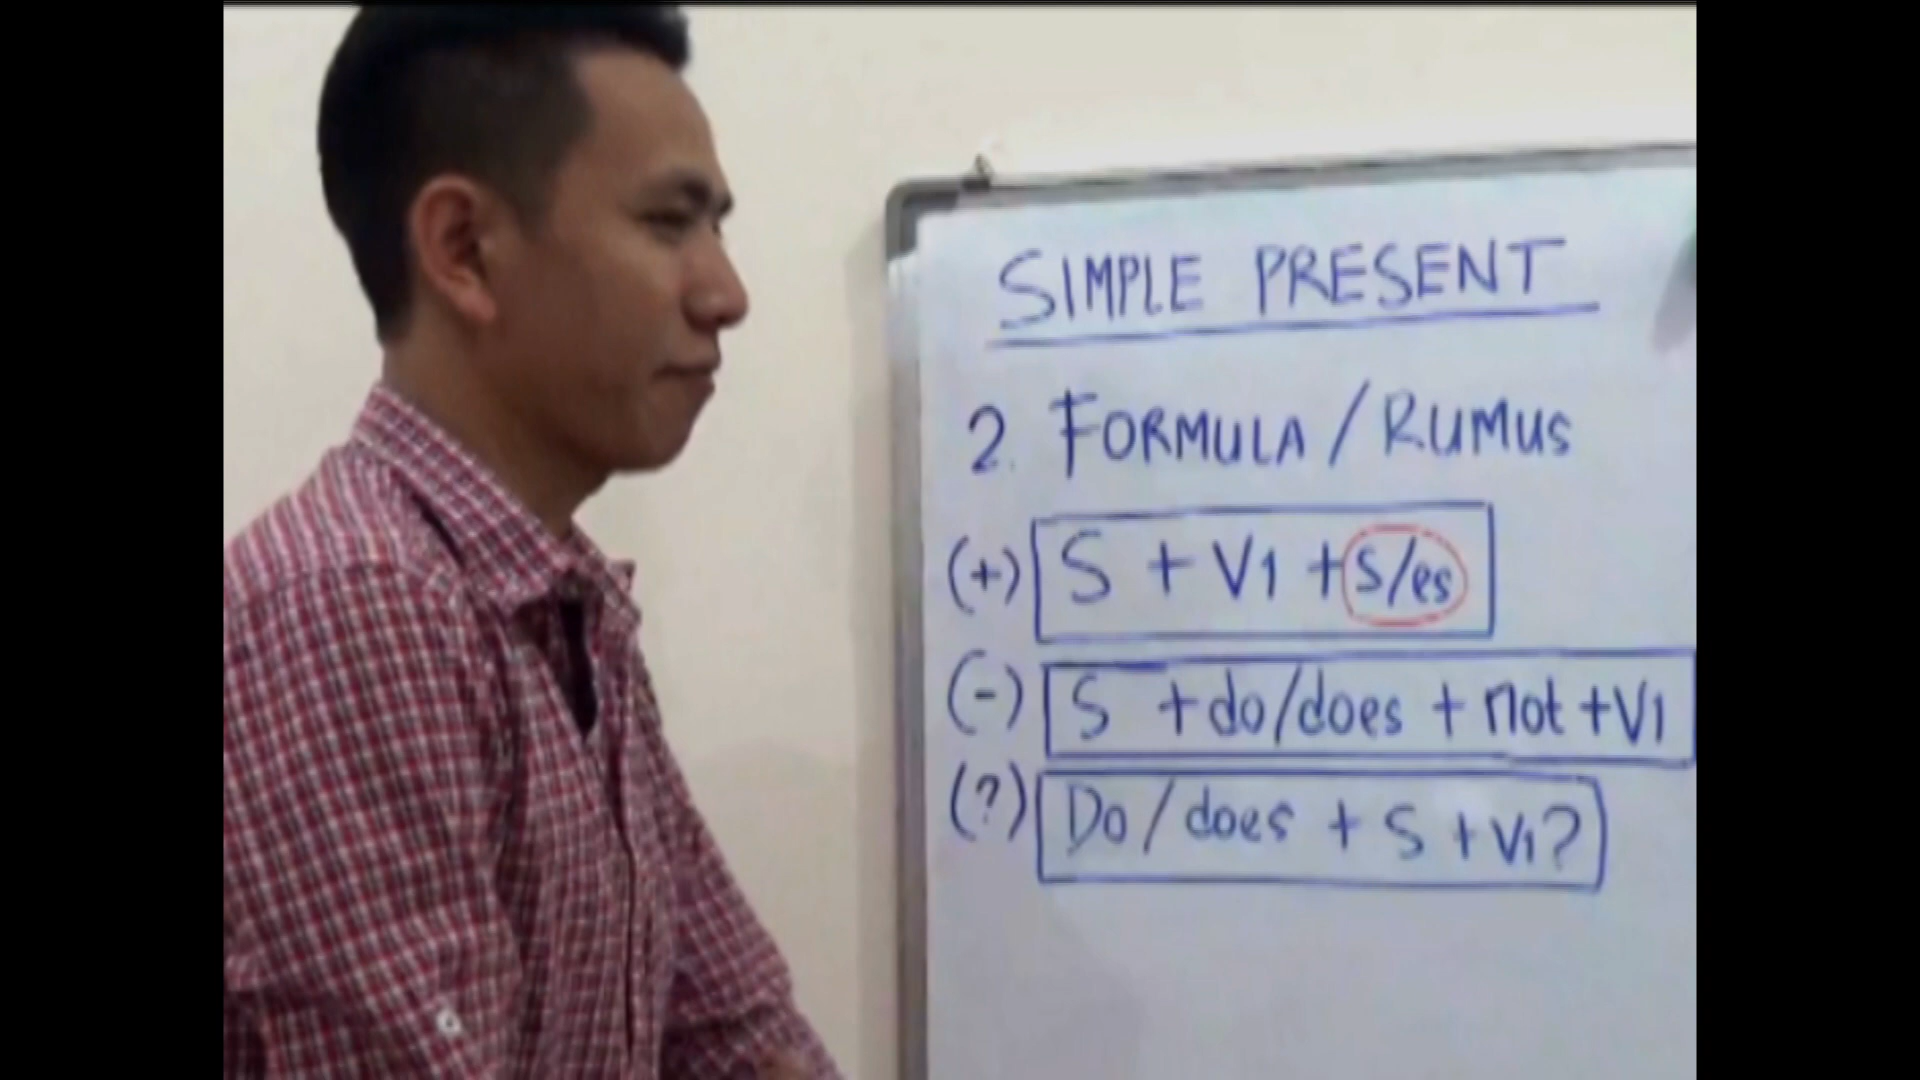 SIMPLE PRESENT
2. FORMULA / RUMUS
(+) S + V1 + s/es
(-) S + do/does + not + V1
(?) Do / does + S + V1?